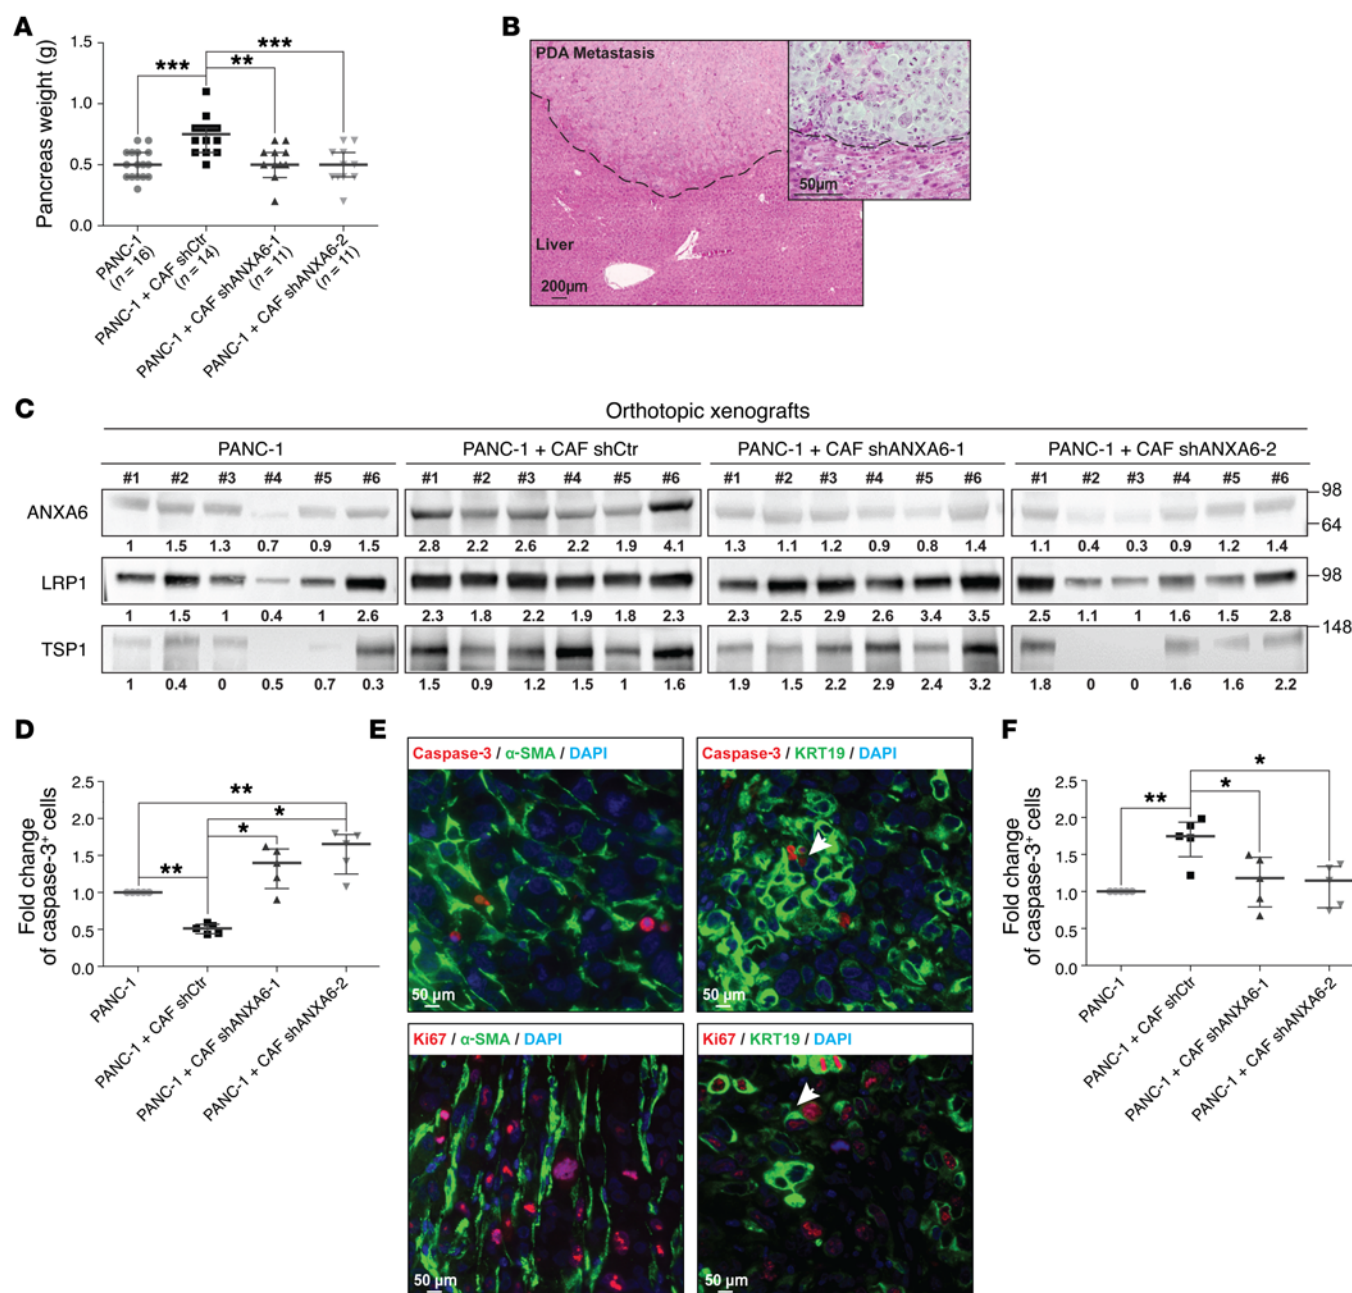 A
Pancreas weight (g)
1.5
1.0
0.5
0.0
***
**
***
PANC-1
(n = 16)
PANC-1 + CAF shCtr
(n = 14)
PANC-1 + CAF shANXA6-1
(n = 11)
PANC-1 + CAF shANXA6-2
(n = 11)
B
PDA Metastasis
Liver
200µm
50µm
C
Orthotopic xenografts
PANC-1 PANC-1 + CAF shCtr PANC-1 + CAF shANXA6-1 PANC-1 + CAF shANXA6-2
#1 #2 #3 #4 #5 #6 #1 #2 #3 #4 #5 #6 #1 #2 #3 #4 #5 #6 #1 #2 #3 #4 #5 #6
ANXA6 98
64
1 1.5 1.3 0.7 0.9 1.5 2.8 2.2 2.6 2.2 1.9 4.1 1.3 1.1 1.2 0.9 0.8 1.4 1.1 0.4 0.3 0.9 1.2 1.4
LRP1 98
1 1.5 1 0.4 1 2.6 2.3 1.8 2.2 1.9 1.8 2.3 2.3 2.5 2.9 2.6 3.4 3.5 2.5 1.1 1 1.6 1.5 2.8
148
TSP1
1 0.4 0 0.5 0.7 0.3 1.5 0.9 1.2 1.5 1 1.6 1.9 1.5 2.2 2.9 2.4 3.2 1.8 0 0 1.6 1.6 2.2
D
Fold change
of caspase-3+ cells
2.5
2.0
1.5
1.0
0.5
0.0
**
*
*
**
PANC-1
PANC-1 + CAF shCtr
PANC-1 + CAF shANXA6-1
PANC-1 + CAF shANXA6-2
E
Caspase-3 / α-SMA / DAPI
50 µm
Caspase-3 / KRT19 / DAPI
50 µm
Ki67 / α-SMA / DAPI
50 µm
Ki67 / KRT19 / DAPI
50 µm
F
Fold change
of caspase-3+ cells
2.5
2.0
1.5
1.0
0.5
0.0
**
*
*
PANC-1
PANC-1 + CAF shCtr
PANC-1 + CAF shANXA6-1
PANC-1 + CAF shANXA6-2